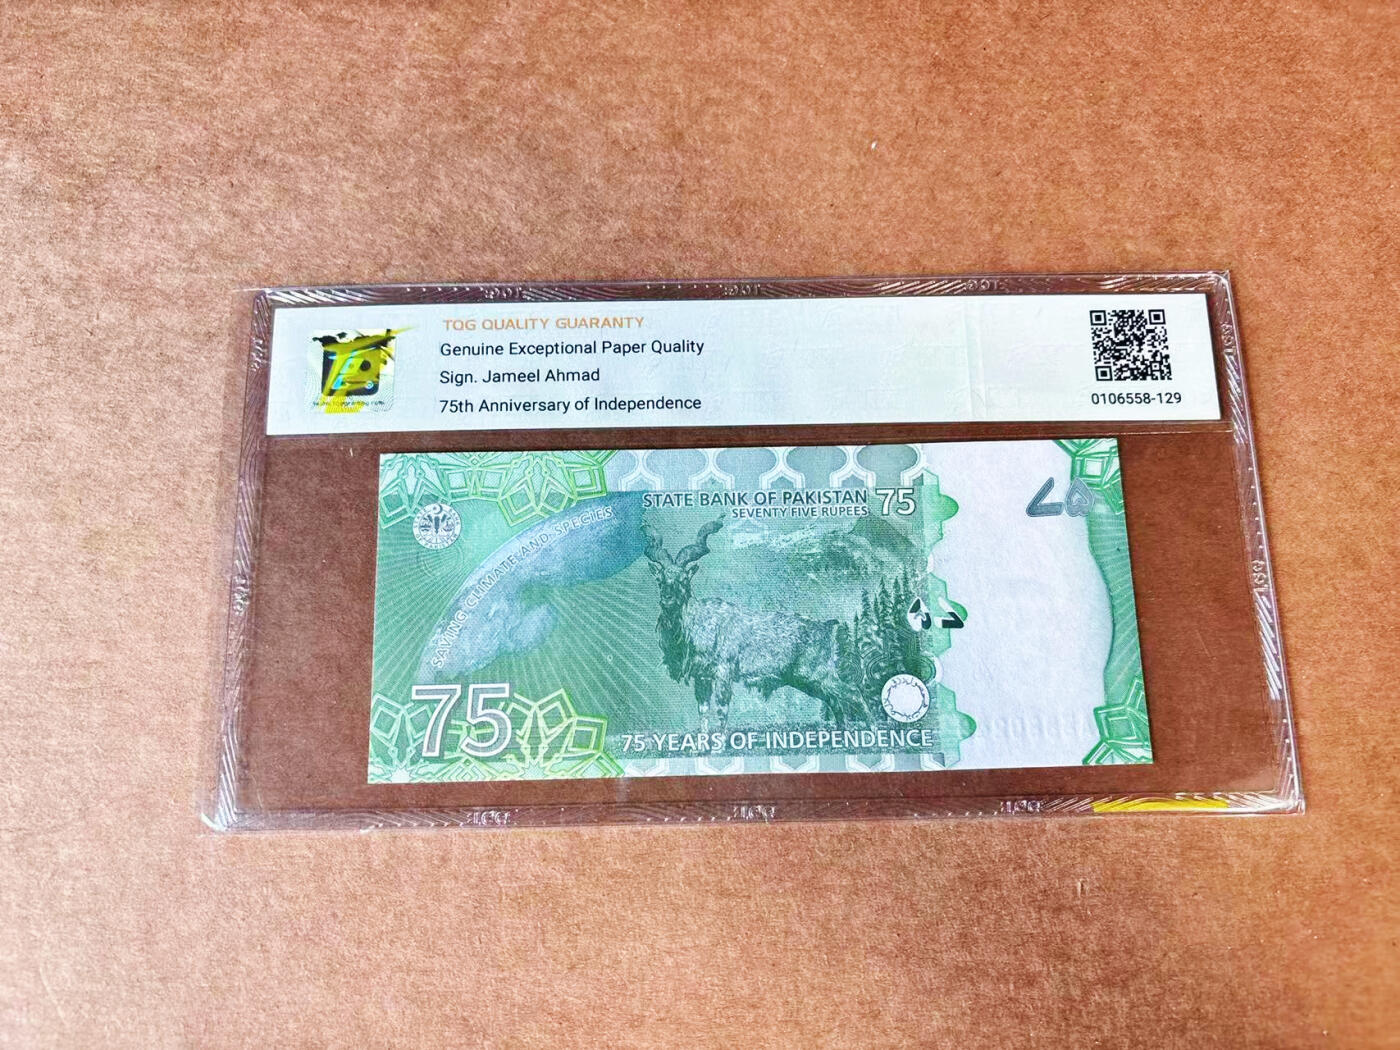 TQG QUALITY GUARANTY
Genuine Exceptional Paper Quality
Sign. Jameel Ahmad
75th Anniversary of Independence
0106558-129
STATE BANK OF PAKISTAN 75
SEVENTY FIVE RUPEES
SAVING CLIMATE AND SPECIES
75
75 YEARS OF INDEPENDENCE